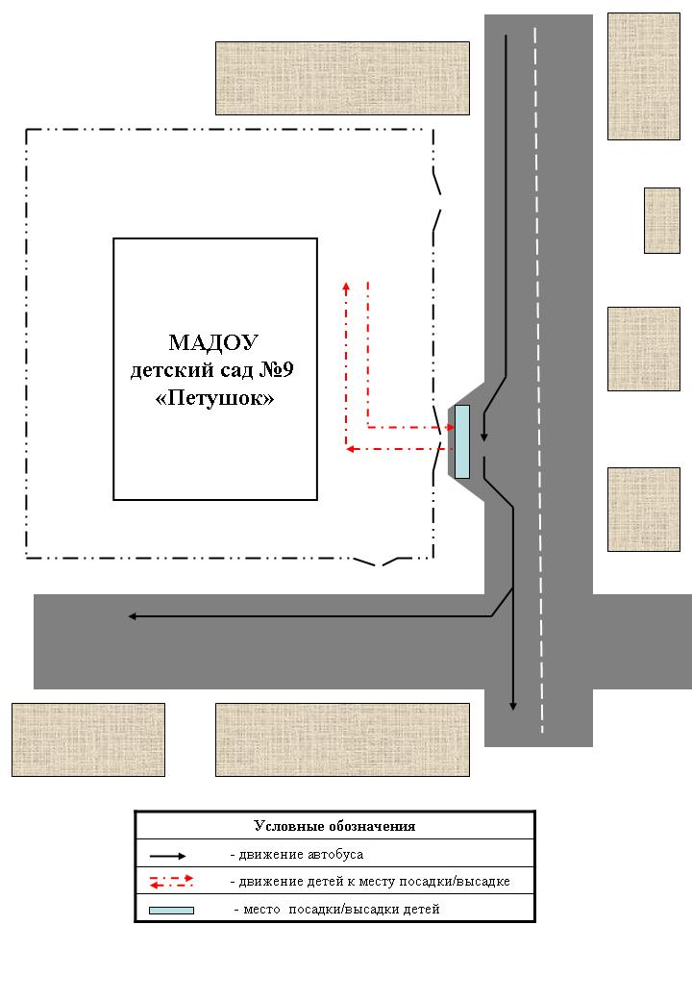 МАДОУ
детский сад №9
«Петушок»
Условные обозначения
- движение автобуса
- движение детей к месту посадки/высадке
- место посадки/высадки детей